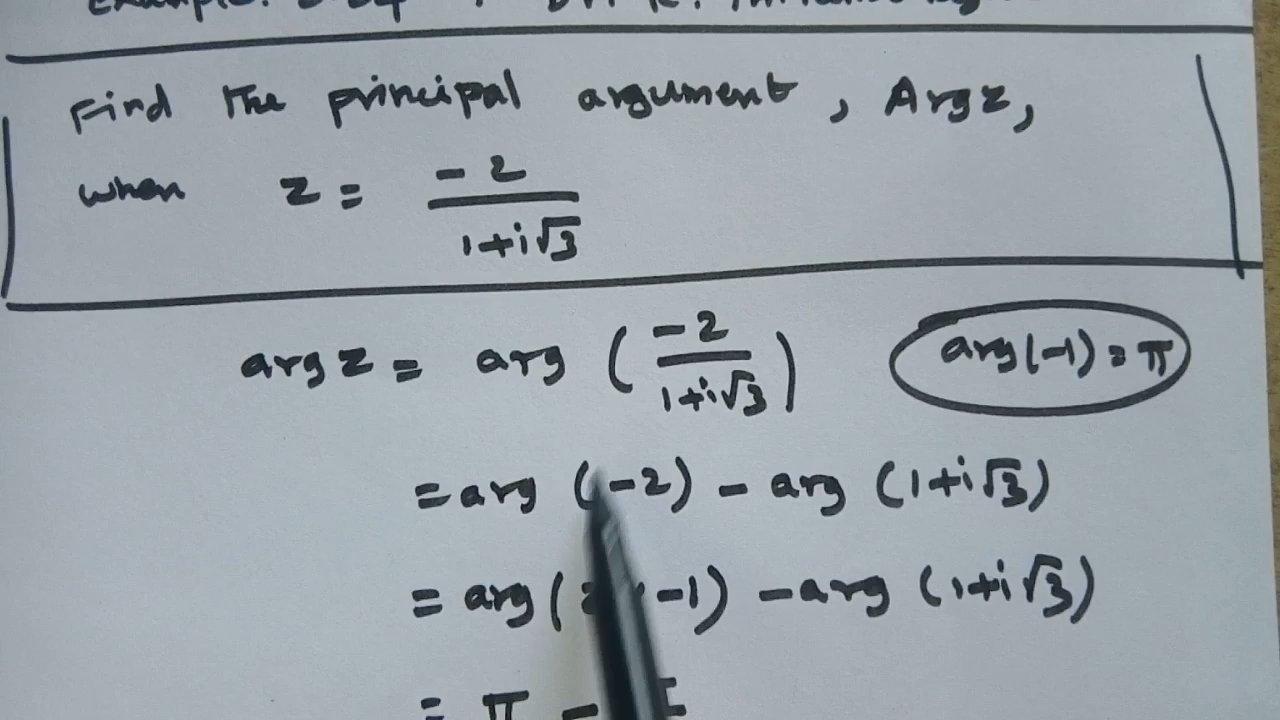 Find the principal argument, Arg z,
when z = -2 / 1+i√3
arg z = arg (-2 / 1+i√3) arg(-1) = π
= arg (-2) - arg (1+i√3)
= arg( -1) - arg (1+i√3)
= π -